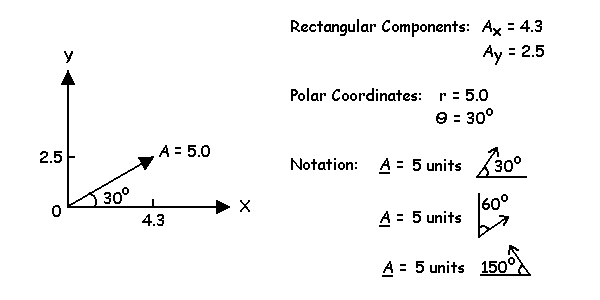 Rectangular Components: Ax = 4.3
Ay = 2.5
Y
Polar Coordinates: r = 5.0
Θ = 30°
2.5
A = 5.0
30°
0
4.3
X
Notation: A = 5 units 30°
A = 5 units 60°
A = 5 units 150°